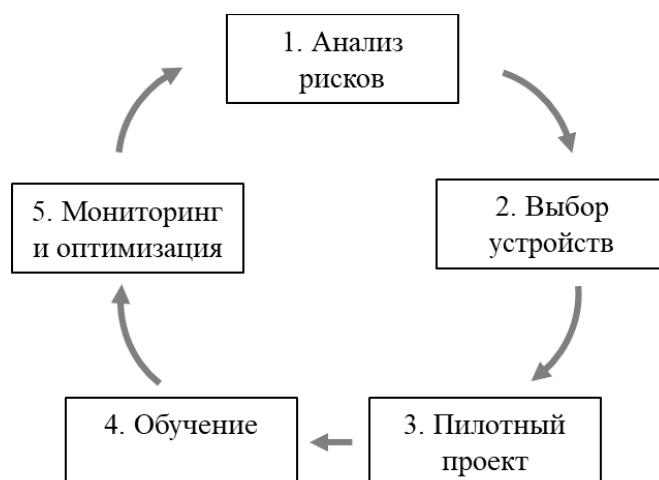 1. Анализ
рисков
2. Выбор
устройств
3. Пилотный
проект
4. Обучение
5. Мониторинг
и оптимизация